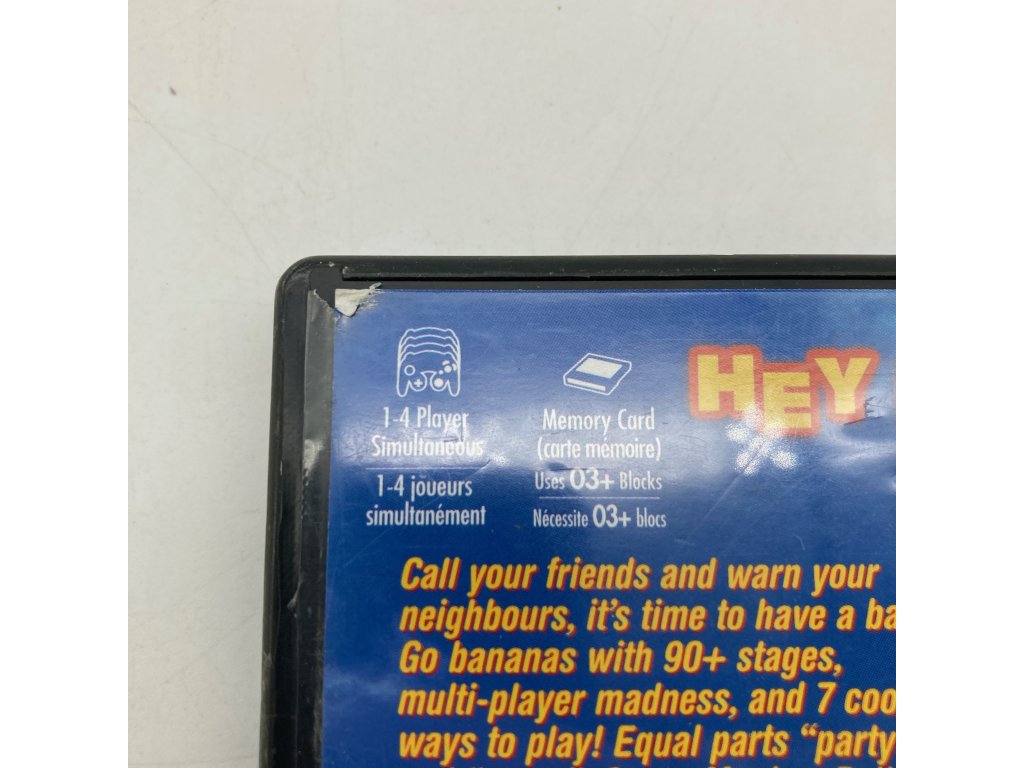 1-4 Player
Simultaneous
1-4 joueurs
simultanément
Memory Card
(carte mémoire)
Uses 03+ Blocks
Nécessite 03+ blocs
HEY
Call your friends and warn your
neighbours, it's time to have a ba
Go bananas with 90+ stages,
multi-player madness, and 7 coo
ways to play! Equal parts “party